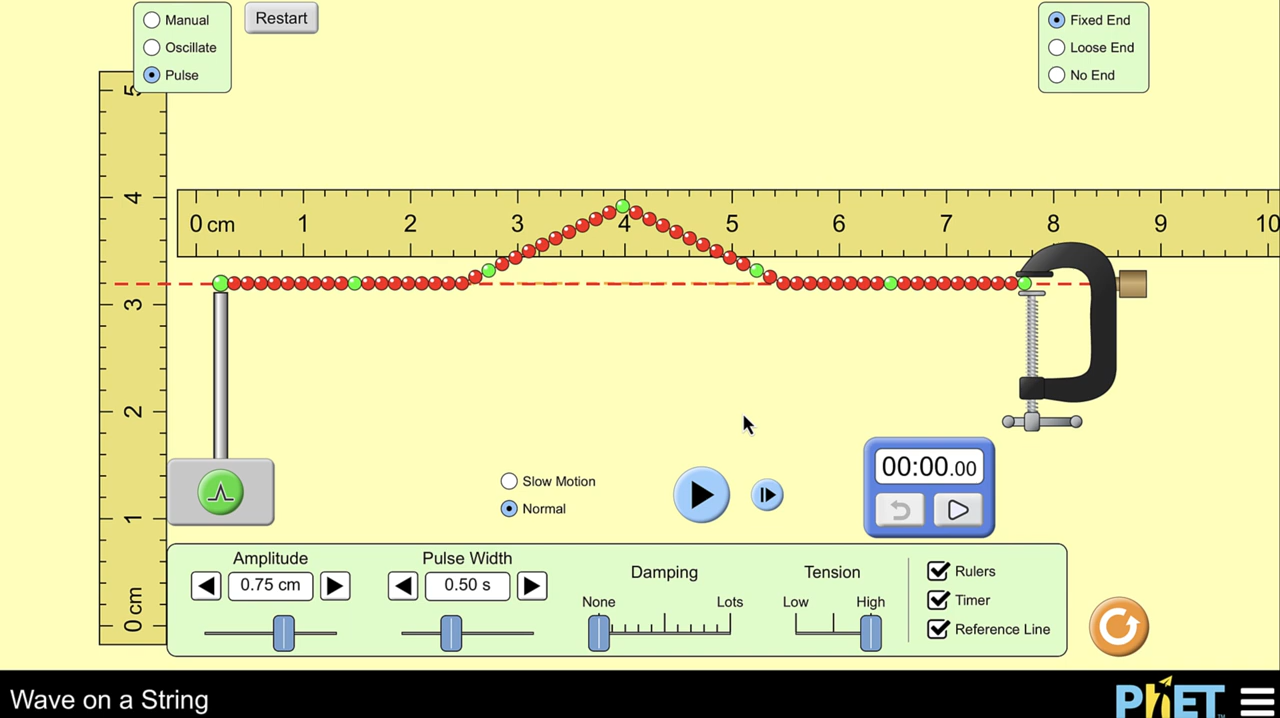 Manual
Restart
Fixed End
Oscillate
Loose End
Pulse
No End
5
4
0 cm 1 2 3 4 5 6 7 8 9 10
3
2
1
0 cm
00:00.00
Slow Motion
Normal
Amplitude
Pulse Width
0.75 cm
0.50 s
Damping
Tension
None
Lots
Low
High
Rulers
Timer
Reference Line
Wave on a String
PhET